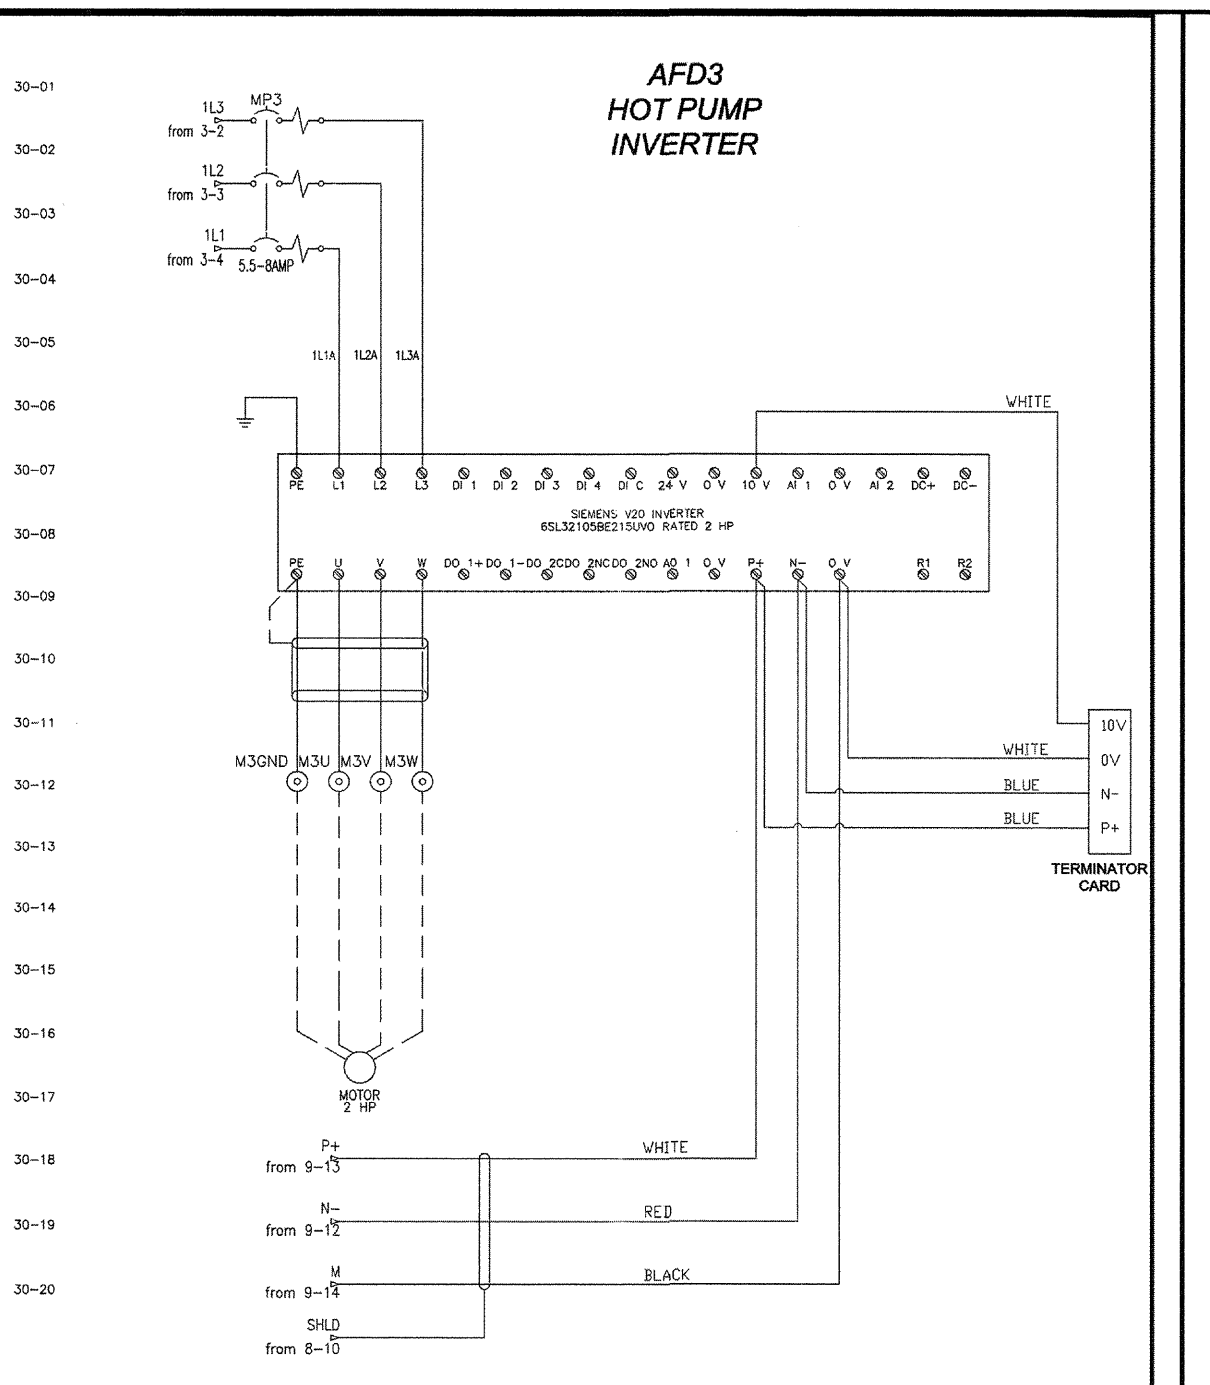 AFD3
HOT PUMP
INVERTER
30-01
1L3
MP3
from 3-2
30-02
1L2
from 3-3
30-03
1L1
from 3-4
5.5-8AMP
30-04
30-05
1L1A
1L2A
1L3A
30-06
WHITE
30-07
PE L1 L2 L3 DI 1 DI 2 DI 3 DI 4 DI C 24+ V 0 V 10 V AI 1 0 V AI 2 DC+ DC-
SIEMENS V20 INVERTER
30-08
6SL32105BE215UV0 RATED 2 HP
PE U V W DO 1+ DO 1- DO 2C DO 2NC DO 2NO AO 1 0 V P+ N- 0 V R1 R2
30-09
30-10
30-11
10V
WHITE
0V
M3GND M3U M3V M3W
30-12
BLUE
N-
BLUE
P+
30-13
TERMINATOR
CARD
30-14
30-15
30-16
30-17
MOTOR
2 HP
P+
WHITE
30-18
from 9-13
N-
RED
30-19
from 9-12
M
BLACK
30-20
from 9-14
SHLD
from 8-10